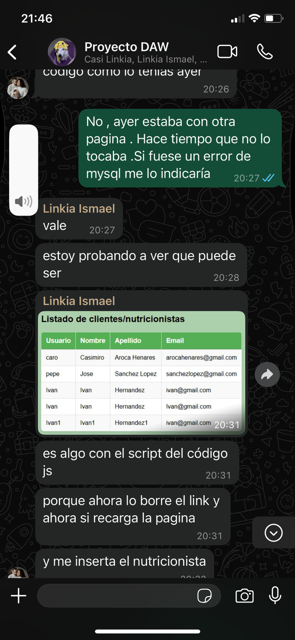 21:46
Proyecto DAW
Casi Linkia, Linkia Ismael, ...
codigo como lo tenias ayer
20:26
No , ayer estaba con otra
pagina . Hace tiempo que no lo
tocaba .Si fuese un error de
mysql me lo indicaría
20:27
Linkia Ismael
vale
20:27
estoy probando a ver que puede
ser
20:28
Linkia Ismael
Listado de clientes/nutricionistas
Usuario Nombre Apellido Email
caro Casimiro Aroca Henares arocahenares@gmail.com
pepe Jose Sanchez Lopez sanchezlopez@gmail.com
Ivan Ivan Hernandez ivan@gmail.com
Ivan Ivan Hernandez ivan@gmail.com
Ivan1 Ivan1 Hernandez1 ivan@gmail.com
20:31
es algo con el script del código
js
20:31
porque ahora lo borre el link y
ahora si recarga la pagina
20:31
y me inserta el nutricionista